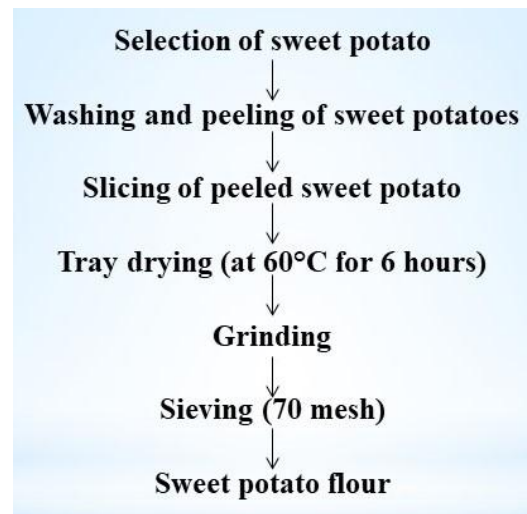 Selection of sweet potato
Washing and peeling of sweet potatoes
Slicing of peeled sweet potato
Tray drying (at 60°C for 6 hours)
Grinding
Sieving (70 mesh)
Sweet potato flour